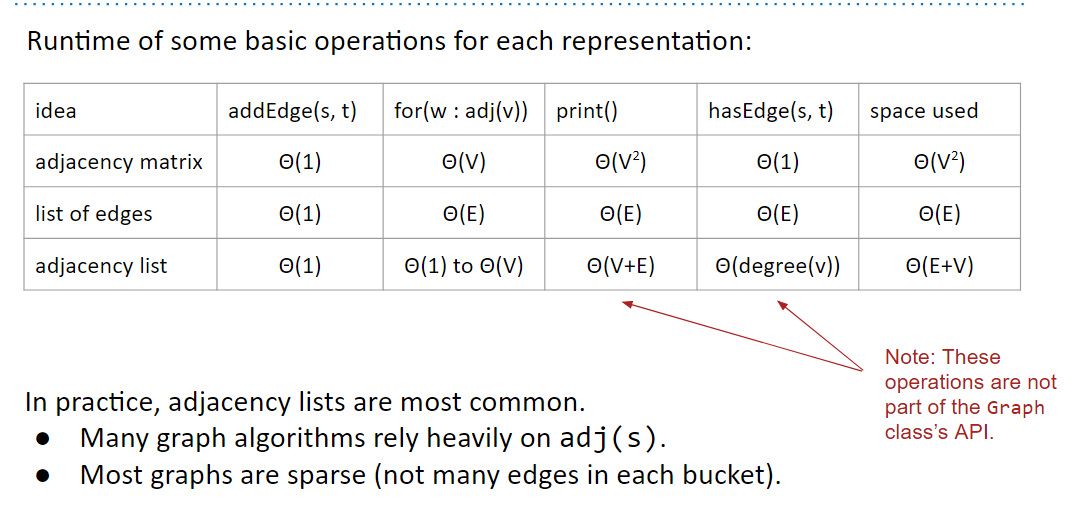 Runtime of some basic operations for each representation:
idea addEdge(s, t) for(w : adj(v)) print() hasEdge(s, t) space used
adjacency matrix Θ(1) Θ(V) Θ(V²) Θ(1) Θ(V²)
list of edges Θ(1) Θ(E) Θ(E) Θ(E) Θ(E)
adjacency list Θ(1) Θ(1) to Θ(V) Θ(V+E) Θ(degree(v)) Θ(E+V)
Note: These
operations are not
part of the Graph
class’s API.
In practice, adjacency lists are most common.
● Many graph algorithms rely heavily on adj(s).
● Most graphs are sparse (not many edges in each bucket).